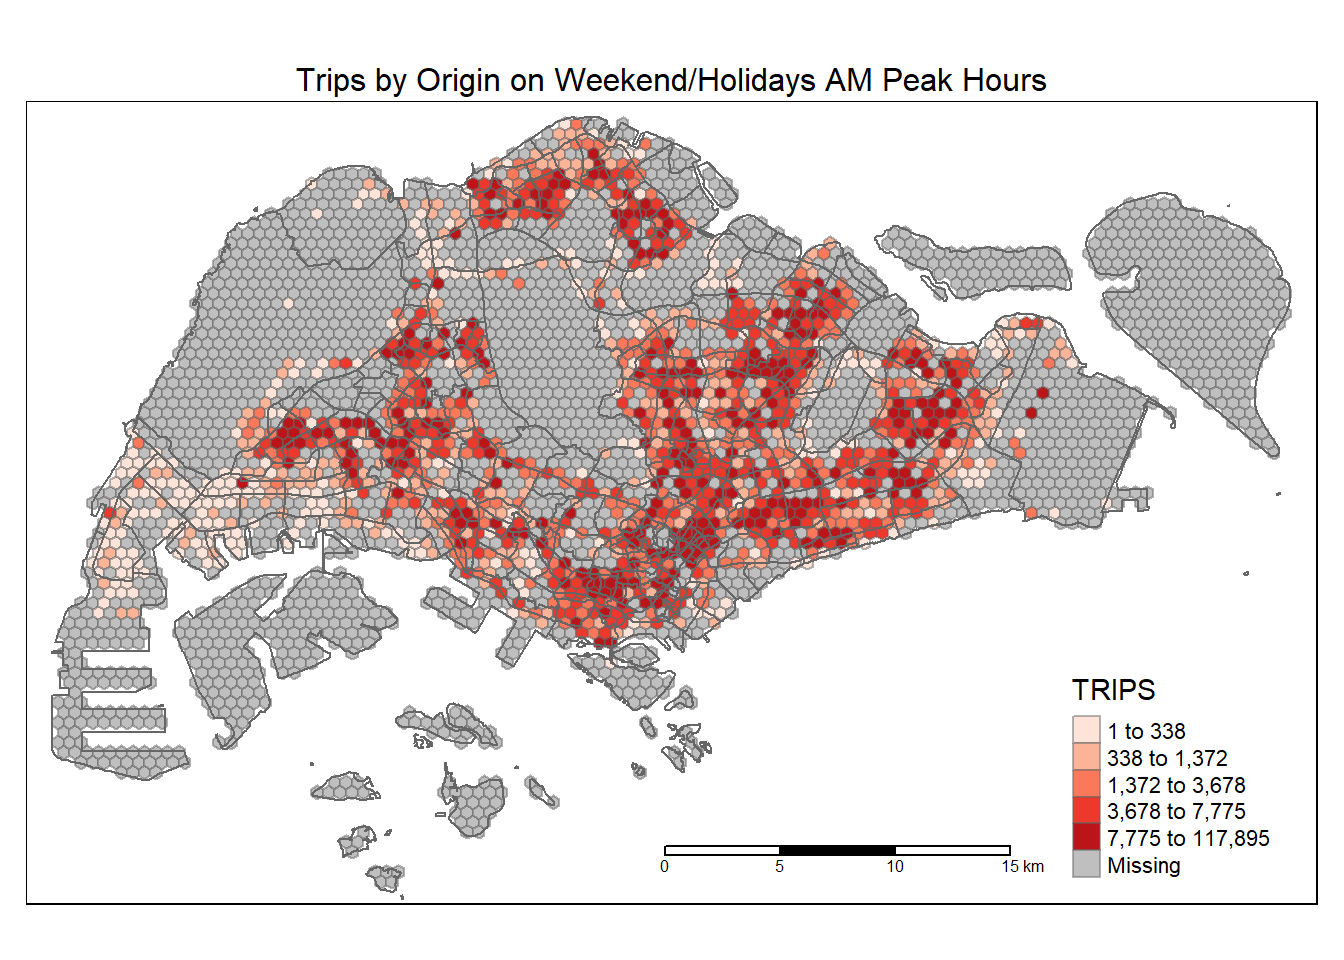 Trips by Origin on Weekend/Holidays AM Peak Hours
TRIPS
1 to 338
338 to 1,372
1,372 to 3,678
3,678 to 7,775
7,775 to 117,895
Missing
0 5 10 15 km